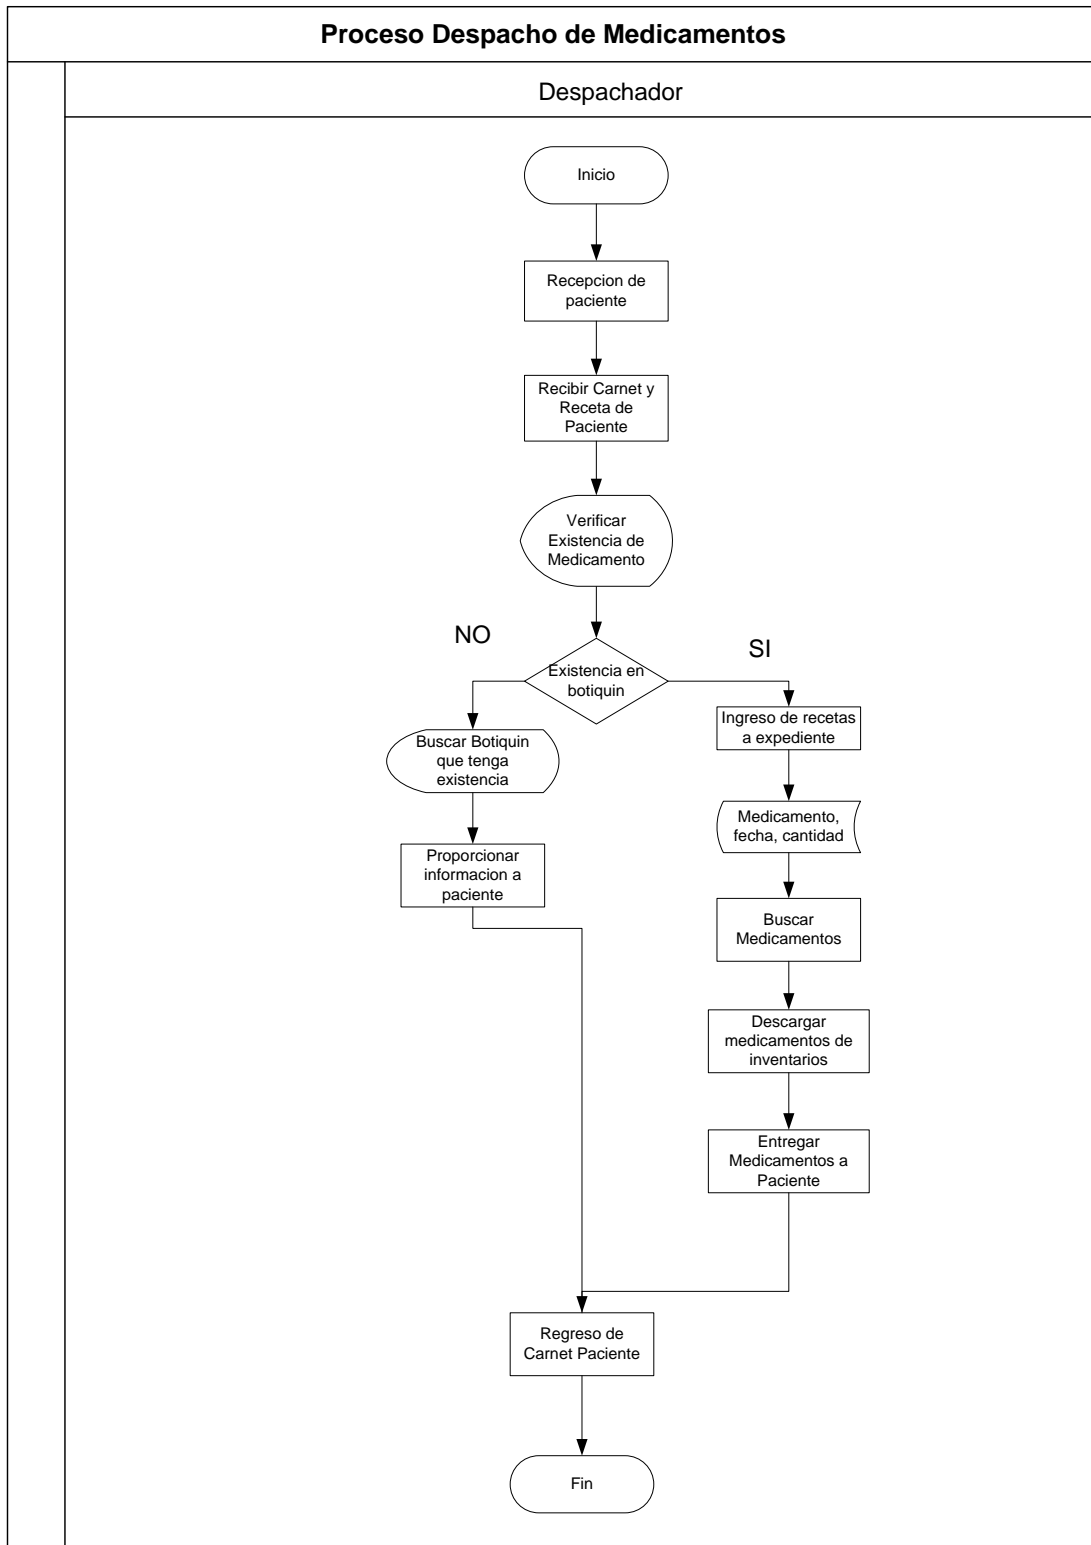 Proceso Despacho de Medicamentos
Despachador
Inicio
Recepcion de
paciente
Recibir Carnet y
Receta de
Paciente
Verificar
Existencia de
Medicamento
NO
SI
Existencia en
botiquin
Buscar Botiquin
que tenga
existencia
Proporcionar
informacion a
paciente
Ingreso de recetas
a expediente
Medicamento,
fecha, cantidad
Buscar
Medicamentos
Descargar
medicamentos de
inventarios
Entregar
Medicamentos a
Paciente
Regreso de
Carnet Paciente
Fin